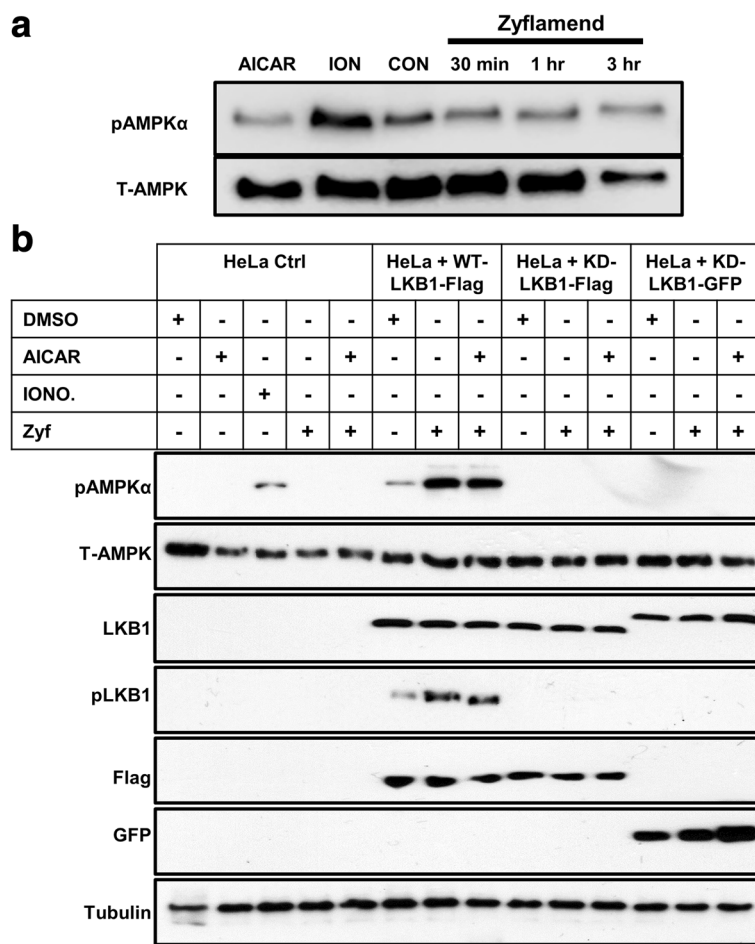 a
Zyflamend
AICAR ION CON 30 min 1 hr 3 hr
pAMPKα
T-AMPK
b
HeLa Ctrl HeLa + WT- HeLa + KD- HeLa + KD-
LKB1-Flag LKB1-Flag LKB1-GFP
DMSO + - - - - + - - + - - + - -
AICAR - + - - + - - + - - + - - +
IONO. - - + - - - - - - - - - - -
Zyf - - - + + - + + - + + - + +
pAMPKα
T-AMPK
LKB1
pLKB1
Flag
GFP
Tubulin